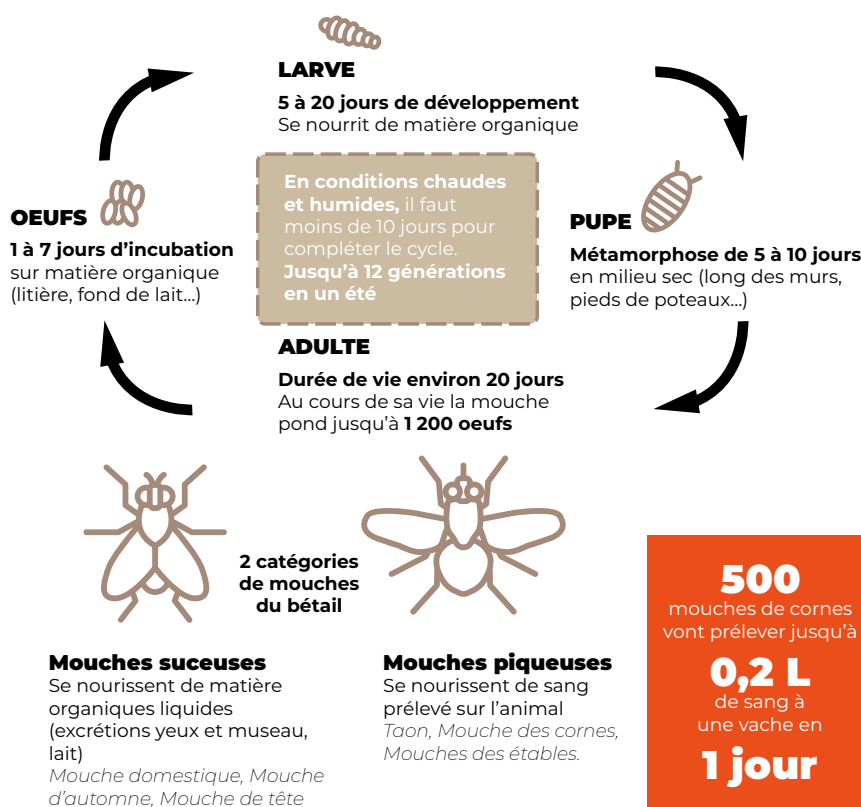 LARVE
5 à 20 jours de développement
Se nourrit de matière organique
OEUFS
1 à 7 jours d'incubation
sur matière organique
(litière, fond de lait...)
En conditions chaudes
et humides, il faut
moins de 10 jours pour
compléter le cycle.
Jusqu'à 12 générations
en un été
PUPE
Métamorphose de 5 à 10 jours
en milieu sec (long des murs,
pieds de poteaux...)
ADULTE
Durée de vie environ 20 jours
Au cours de sa vie la mouche
pond jusqu'à 1 200 oeufs
2 catégories
de mouches
du bétail
Mouches suceuses
Se nourissent de matière
organiques liquides
(excrétions yeux et museau,
lait)
Mouche domestique, Mouche
d'automne, Mouche de tête
Mouches piqueuses
Se nourissent de sang
prélevé sur l'animal
Taon, Mouche des cornes,
Mouches des étables.
500
mouches de cornes
vont prélever jusqu'à
0,2 L
de sang à
une vache en
1 jour